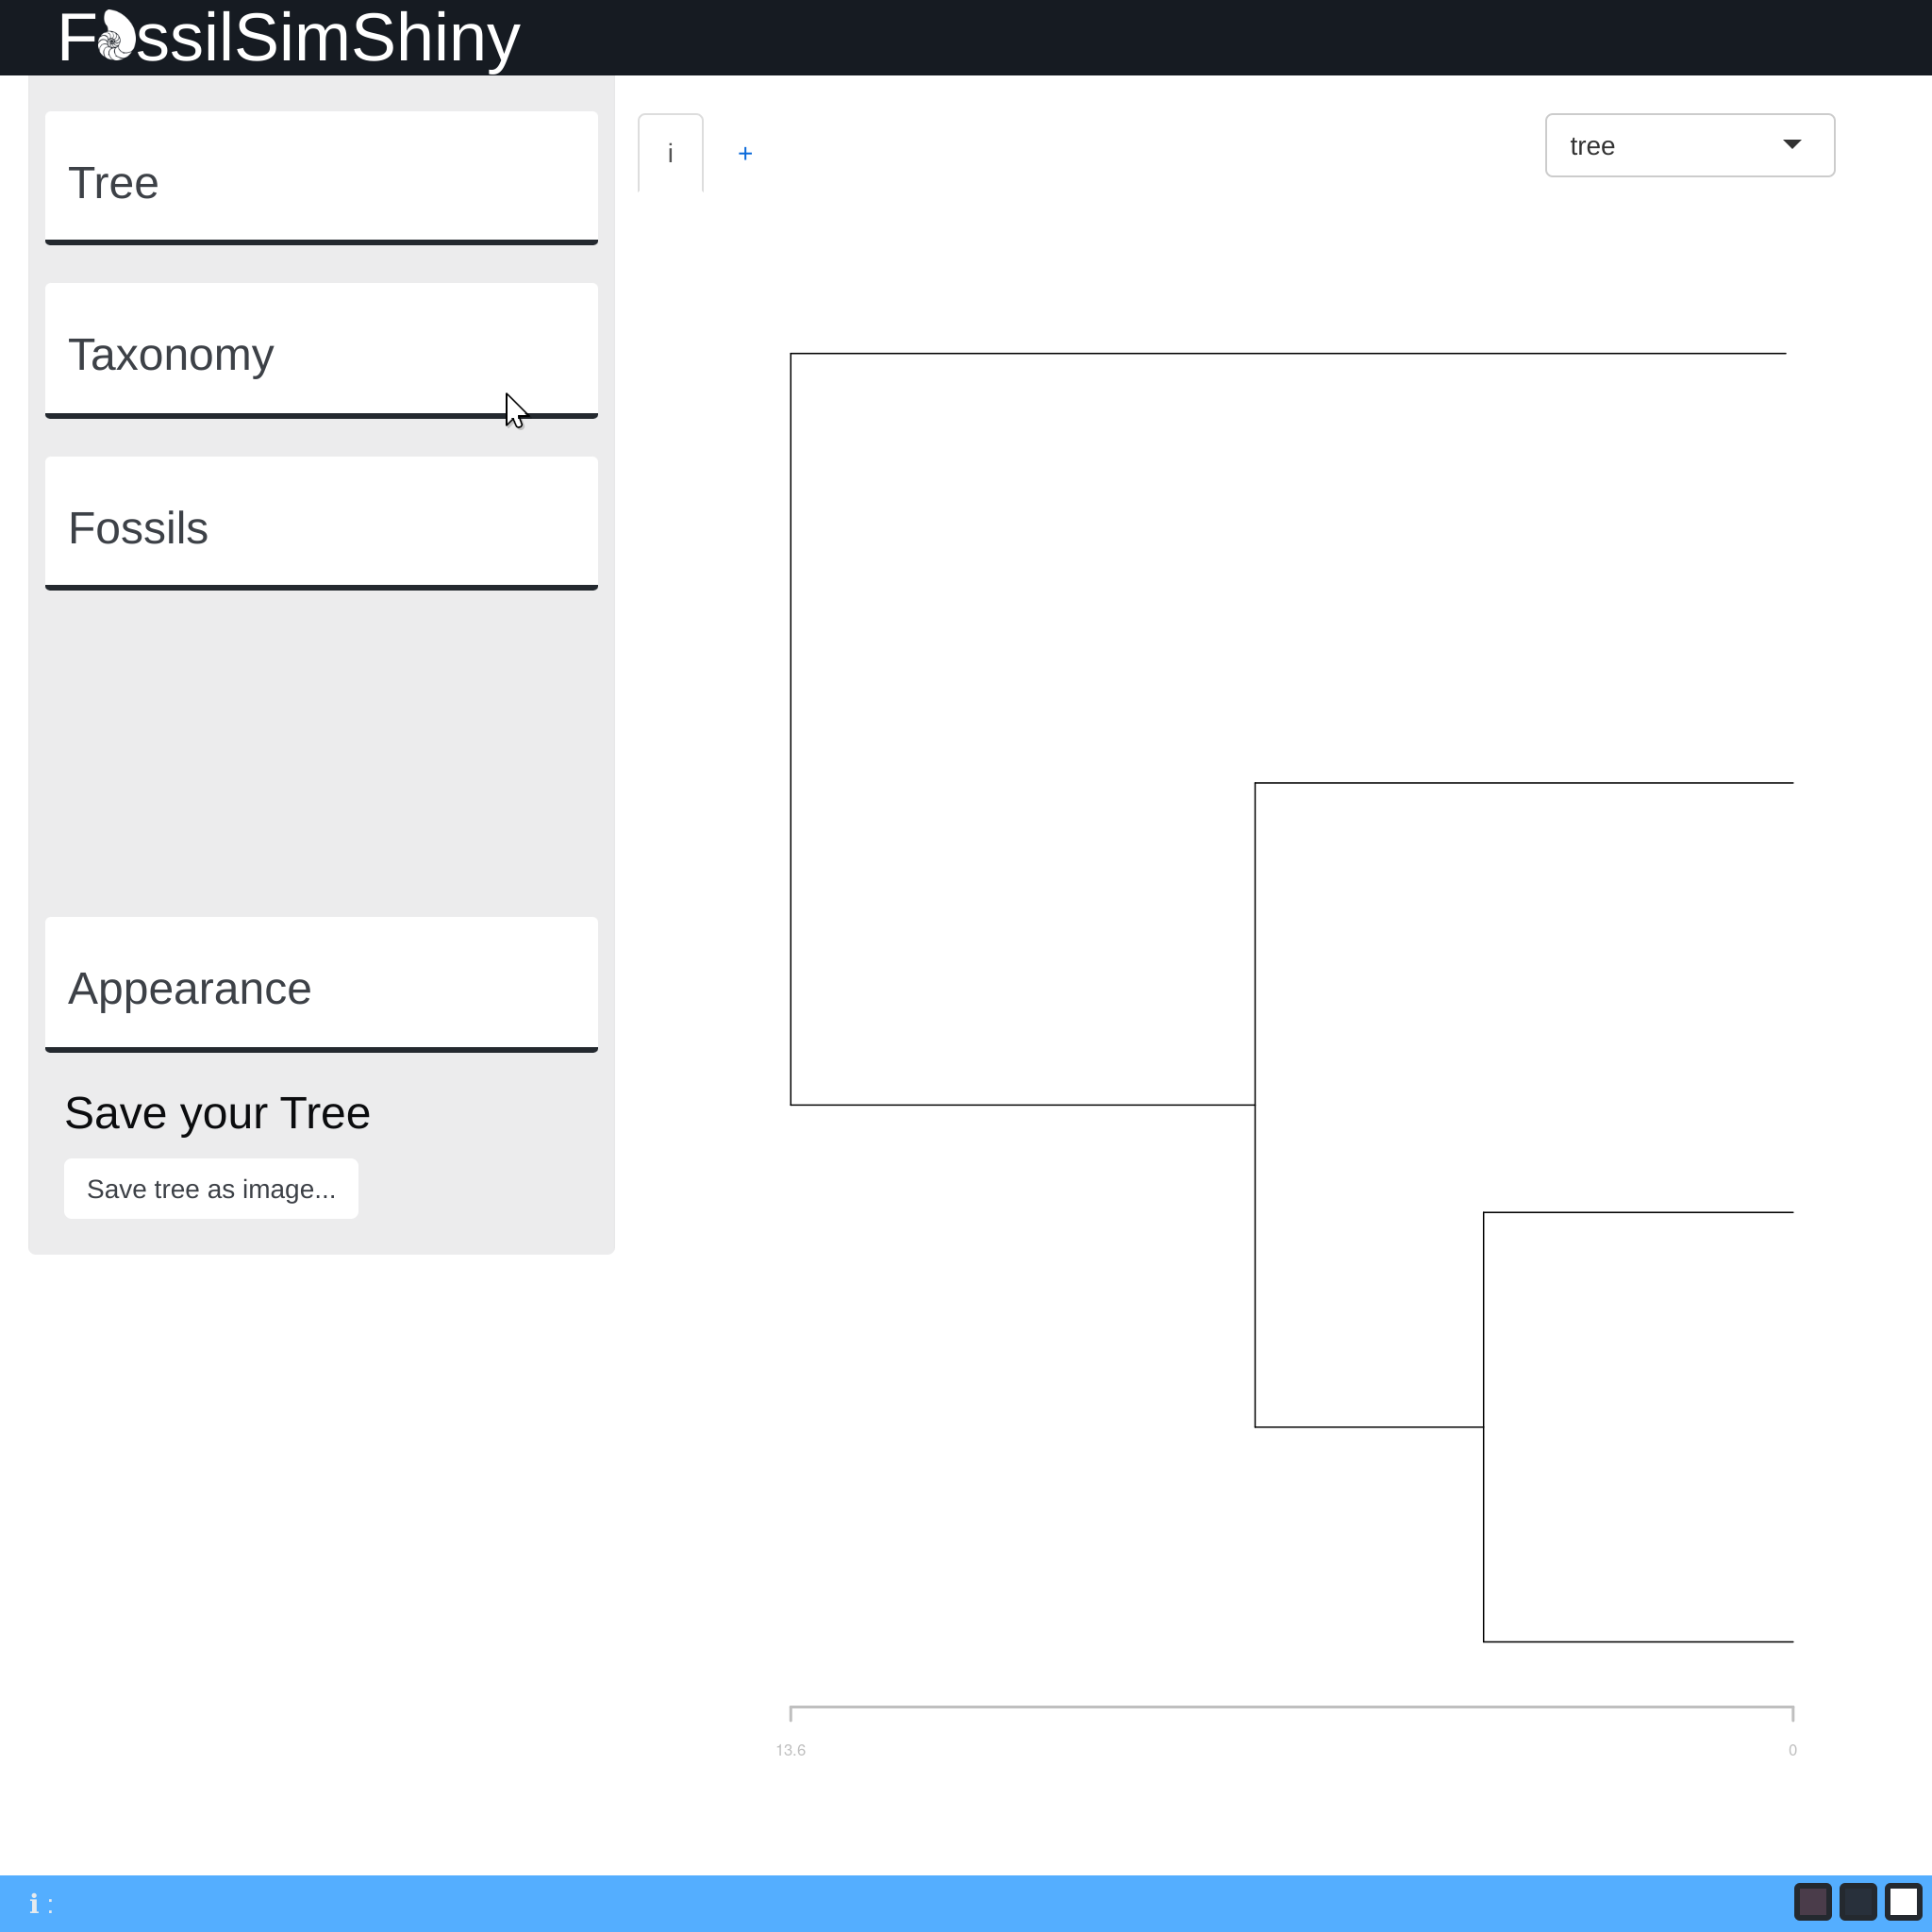 FossilSimShiny
Tree
Taxonomy
Fossils
Appearance
Save your Tree
Save tree as image...
i
+
tree
13.6
0
i :